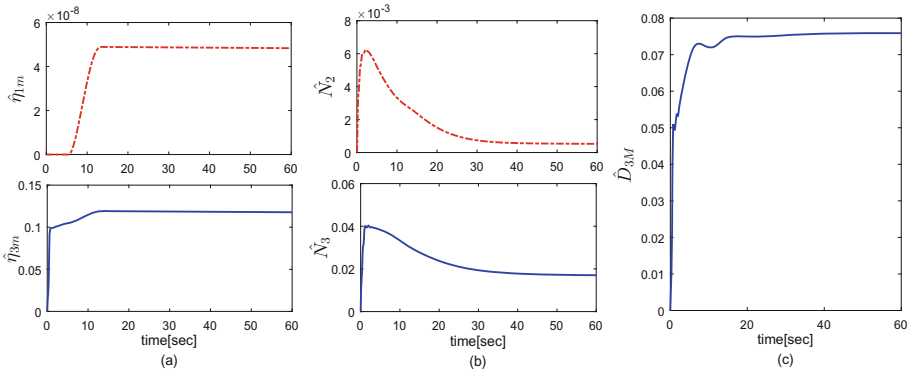 6 ×10⁻⁸
4
2
0
η̂₁ₘ
0 10 20 30 40 50 60
0.15
0.1
0.05
0
η̂₃ₘ
0 10 20 30 40 50 60
time[sec]
(a)
8 ×10⁻³
6
4
2
0
N̂₂
0 10 20 30 40 50 60
0.06
0.04
0.02
0
N̂₃
0 10 20 30 40 50 60
time[sec]
(b)
0.08
0.07
0.06
0.05
0.04
0.03
0.02
0.01
0
D̂₃M
0 20 40 60
time[sec]
(c)